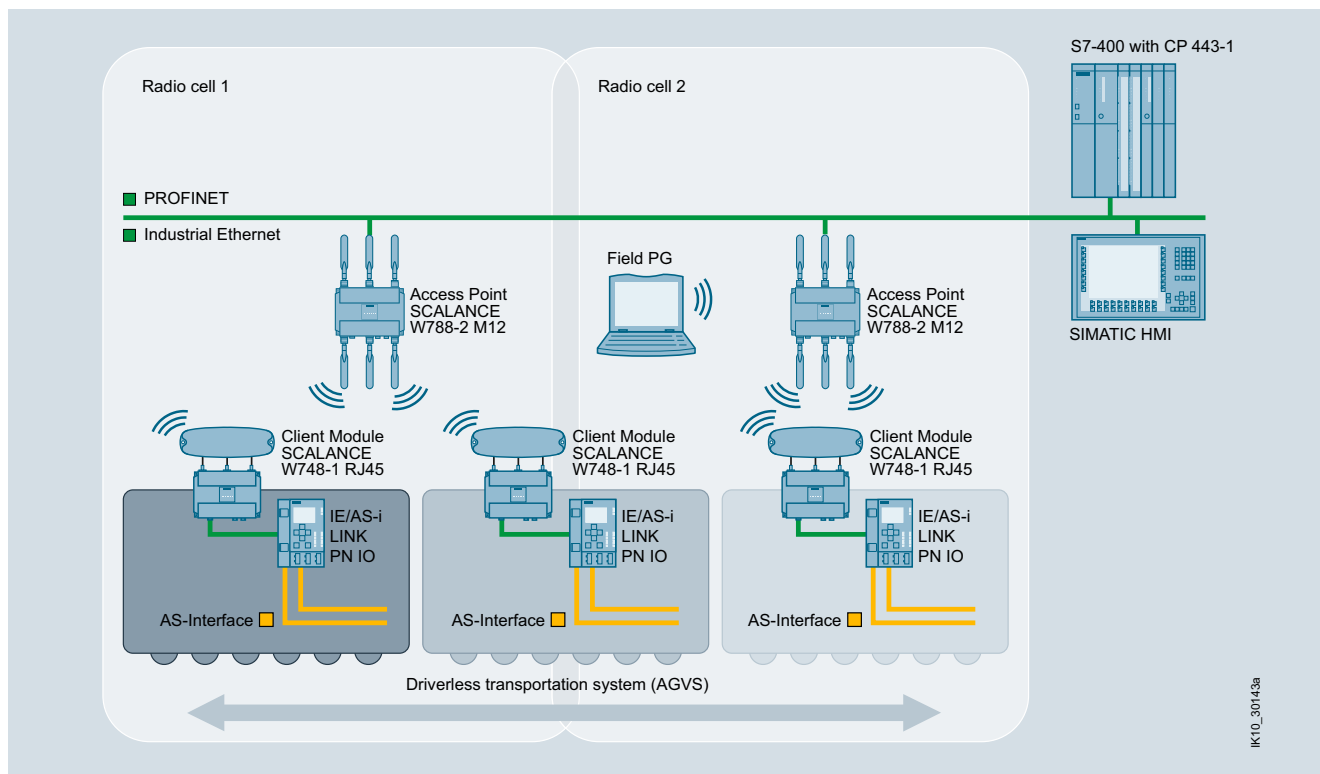 S7-400 with CP 443-1
Radio cell 1
Radio cell 2
PROFINET
Industrial Ethernet
Field PG
Access Point
SCALANCE
W788-2 M12
Access Point
SCALANCE
W788-2 M12
SIMATIC HMI
Client Module
SCALANCE
W748-1 RJ45
Client Module
SCALANCE
W748-1 RJ45
Client Module
SCALANCE
W748-1 RJ45
IE/AS-i
LINK
PN IO
IE/AS-i
LINK
PN IO
IE/AS-i
LINK
PN IO
AS-Interface
AS-Interface
AS-Interface
Driverless transportation system (AGVS)
IK10_30143a